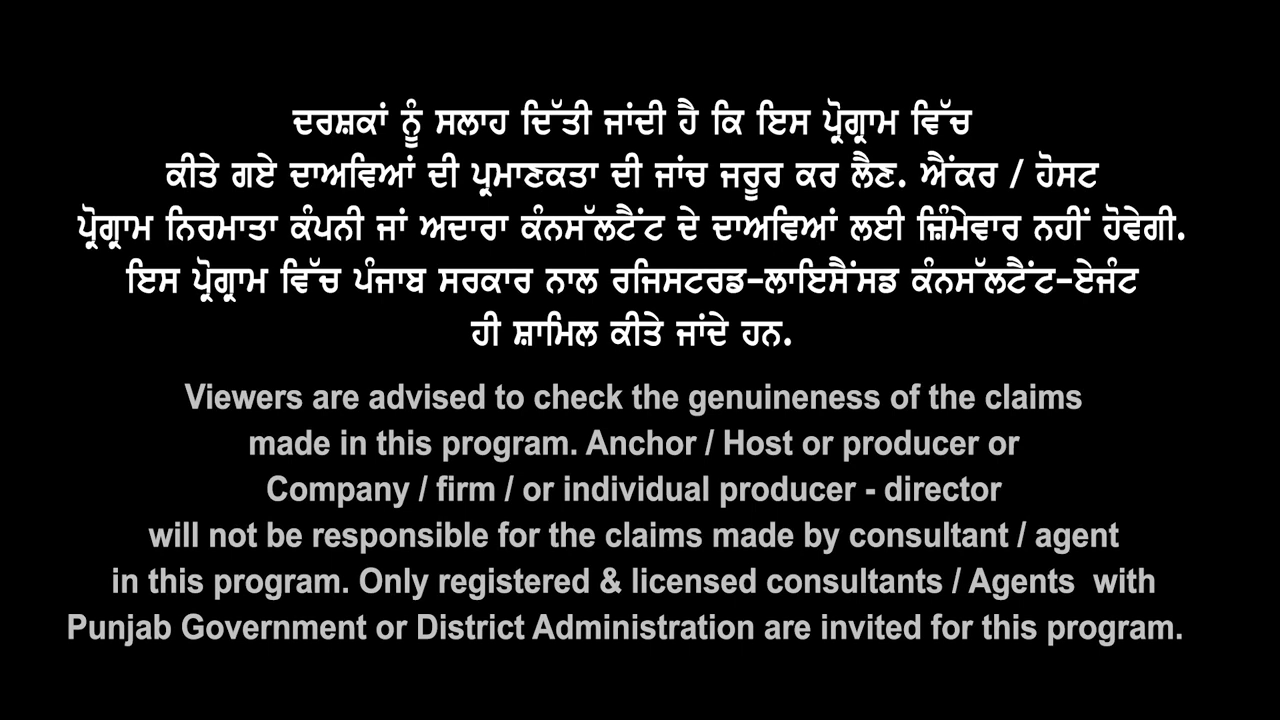 ਦਰਸ਼ਕਾਂ ਨੂੰ ਸਲਾਹ ਦਿੱਤੀ ਜਾਂਦੀ ਹੈ ਕਿ ਇਸ ਪ੍ਰੋਗ੍ਰਾਮ ਵਿੱਚ
ਕੀਤੇ ਗਏ ਦਾਅਵਿਆਂ ਦੀ ਪ੍ਰਮਾਣਕਤਾ ਦੀ ਜਾਂਚ ਜਰੂਰ ਕਰ ਲੈਣ. ਐਂਕਰ / ਹੋਸਟ
ਪ੍ਰੋਗ੍ਰਾਮ ਨਿਰਮਾਤਾ ਕੰਪਨੀ ਜਾਂ ਅਦਾਰਾ ਕੰਨਸੱਲਟੈਂਟ ਦੇ ਦਾਅਵਿਆਂ ਲਈ ਜ਼ਿੰਮੇਵਾਰ ਨਹੀਂ ਹੋਵੇਗੀ.
ਇਸ ਪ੍ਰੋਗ੍ਰਾਮ ਵਿੱਚ ਪੰਜਾਬ ਸਰਕਾਰ ਨਾਲ ਰਜਿਸਟਰਡ-ਲਾਇਸੈਂਸਡ ਕੰਨਸੱਲਟੈਂਟ-ਏਜੰਟ
ਹੀ ਸ਼ਾਮਿਲ ਕੀਤੇ ਜਾਂਦੇ ਹਨ.
Viewers are advised to check the genuineness of the claims
made in this program. Anchor / Host or producer or
Company / firm / or individual producer - director
will not be responsible for the claims made by consultant / agent
in this program. Only registered & licensed consultants / Agents  with
Punjab Government or District Administration are invited for this program.